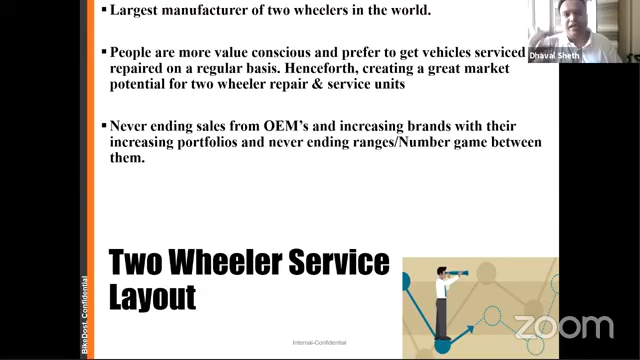 ▪ Largest manufacturer of two wheelers in the world.
▪ People are more value conscious and prefer to get vehicles serviced
repaired on a regular basis. Henceforth, creating a great market
potential for two wheeler repair & service units
▪ Never ending sales from OEM's and increasing brands with their
increasing portfolios and never ending ranges/Number game between
them.
Two Wheeler Service
Layout
BikeDost_Confidential
Internal-Confidential
Dhaval Sheth
zoom